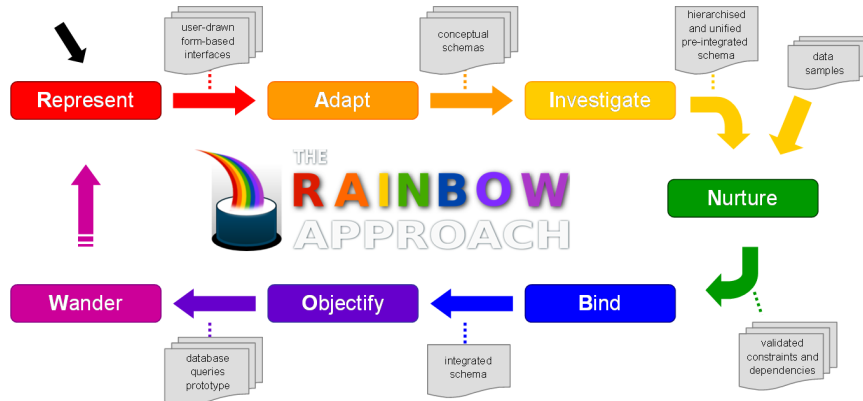 user-drawn
form-based
interfaces
conceptual
schemas
hierarchised
and unified
pre-integrated
schema
data
samples
Represent
Adapt
Investigate
THE
RAINBOW
APPROACH
Nurture
Wander
Objectify
Bind
database
queries
prototype
integrated
schema
validated
constraints and
dependencies